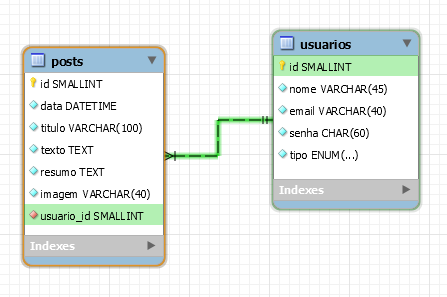 posts
id SMALLINT
data DATETIME
titulo VARCHAR(100)
texto TEXT
resumo TEXT
imagem VARCHAR(40)
usuario_id SMALLINT
Indexes
usuarios
id SMALLINT
nome VARCHAR(45)
email VARCHAR(40)
senha CHAR(60)
tipo ENUM(...)
Indexes